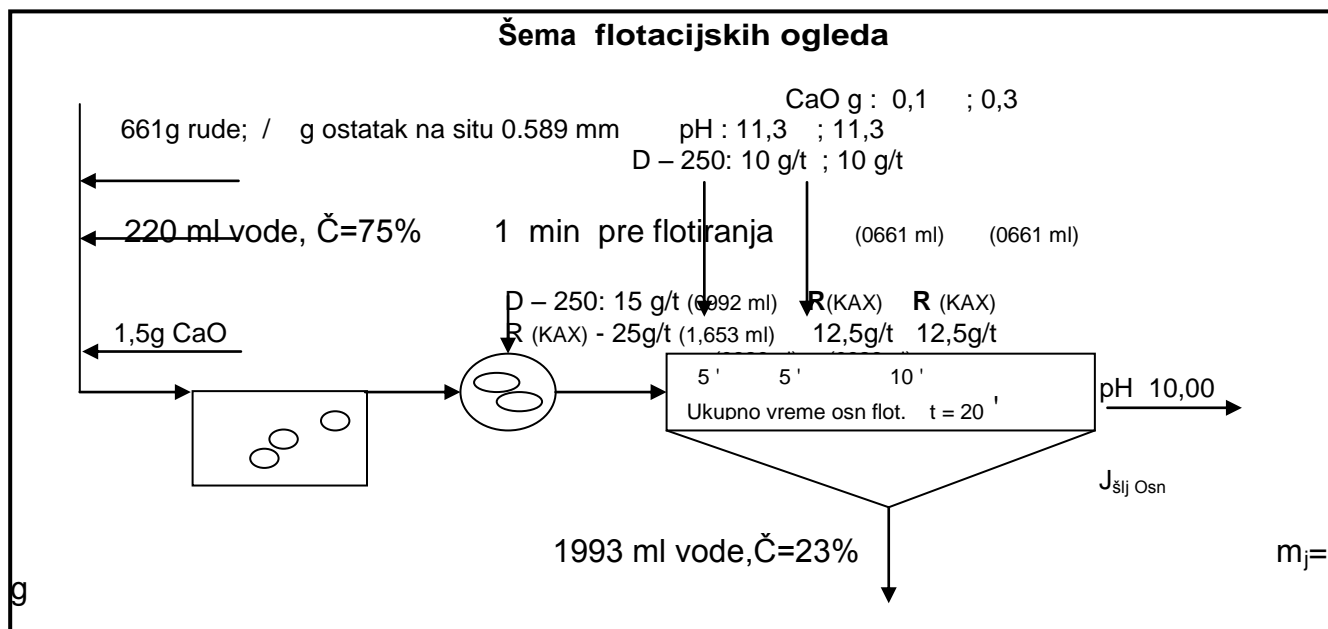 Šema flotacijskih ogleda
CaO g : 0,1 ; 0,3
661g rude; / g ostatak na situ 0.589 mm pH : 11,3 ; 11,3
D – 250: 10 g/t ; 10 g/t
220 ml vode, Č=75% 1 min pre flotiranja (0661 ml) (0661 ml)
D – 250: 15 g/t (0992 ml) R(KAX) R (KAX)
1,5g CaO R (KAX) - 25g/t (1,653 ml) 12,5g/t 12,5g/t
5 ' 5 ' 10 '
pH 10,00
Ukupno vreme osn flot. t = 20 '
Jšlj Osn
1993 ml vode,Č=23% mj=
g